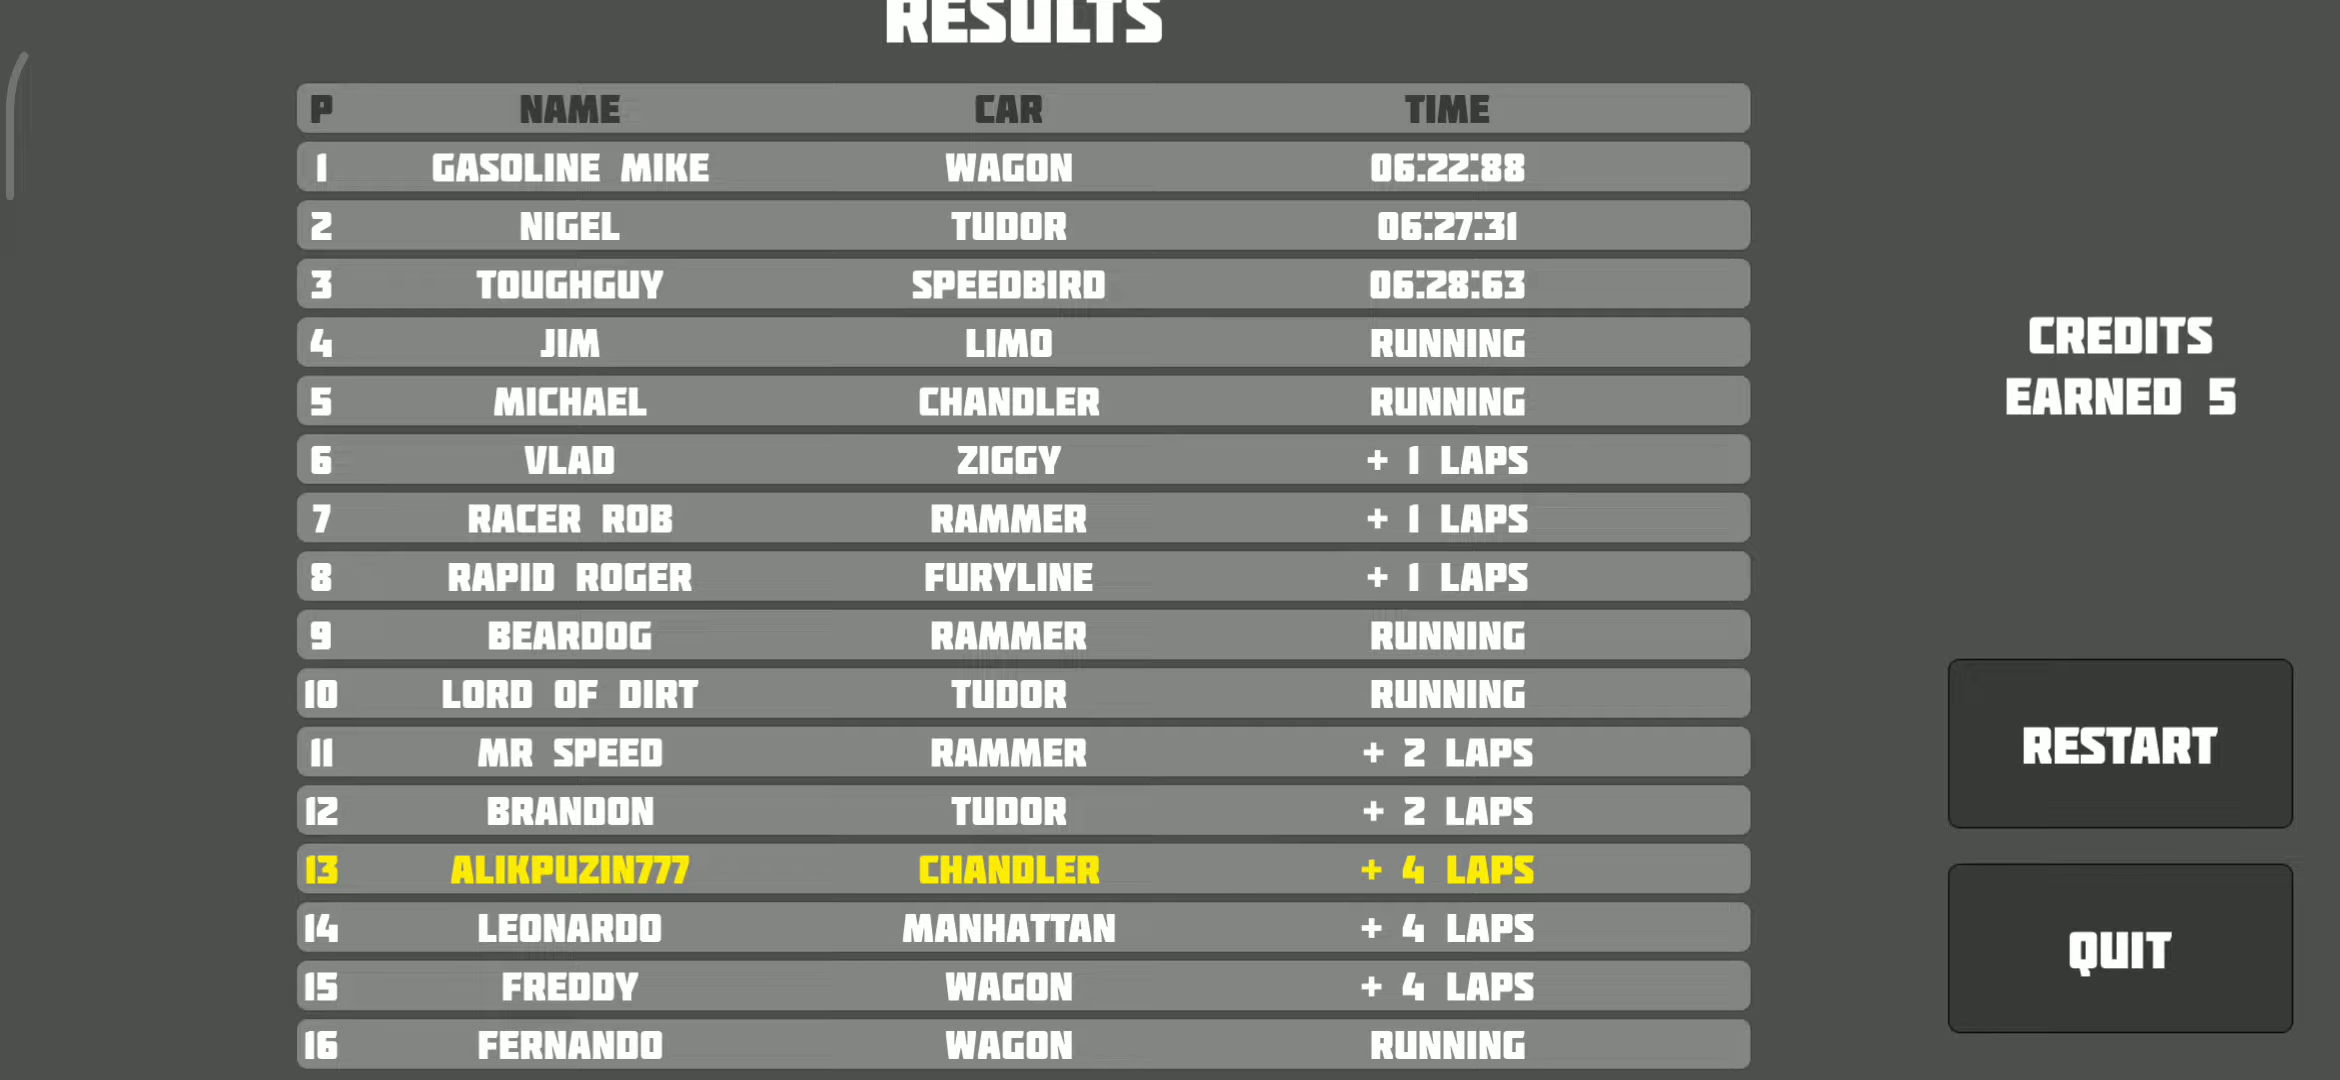 RESULTS
P NAME CAR TIME
1 GASOLINE MIKE WAGON 06:22:88
2 NIGEL TUDOR 06:27:31
3 TOUGHGUY SPEEDBIRD 06:28:63
4 JIM LIMO RUNNING
5 MICHAEL CHANDLER RUNNING
6 VLAD ZIGGY + 1 LAPS
7 RACER ROB RAMMER + 1 LAPS
8 RAPID ROGER FURYLINE + 1 LAPS
9 BEARDOG RAMMER RUNNING
10 LORD OF DIRT TUDOR RUNNING
11 MR SPEED RAMMER + 2 LAPS
12 BRANDON TUDOR + 2 LAPS
13 ALIKPUZIN777 CHANDLER + 4 LAPS
14 LEONARDO MANHATTAN + 4 LAPS
15 FREDDY WAGON + 4 LAPS
16 FERNANDO WAGON RUNNING
CREDITS
EARNED 5
RESTART
QUIT